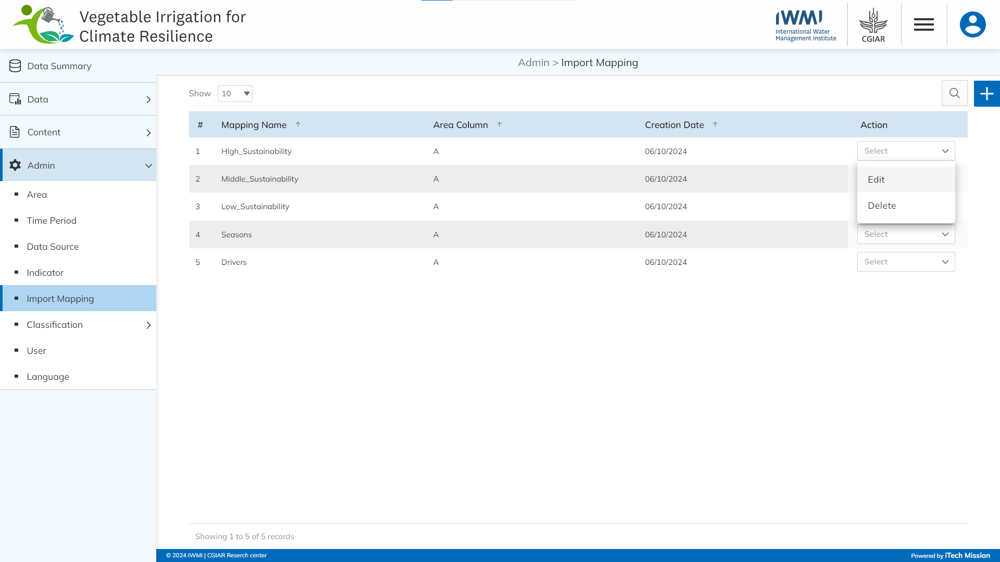 Vegetable Irrigation for
Climate Resilience
IWMI
International Water
Management Institute
CGIAR
Data Summary
Data
Content
Admin
Area
Time Period
Data Source
Indicator
Import Mapping
Classification
User
Language
Admin > Import Mapping
Show 10
# Mapping Name Area Column Creation Date Action
1 HIgh_Sustainability A 06/10/2024 Select
2 Middle_Sustainability A 06/10/2024
Edit
3 Low_Sustainability A 06/10/2024
Delete
4 Seasons A 06/10/2024 Select
5 Drivers A 06/10/2024 Select
Showing 1 to 5 of 5 records
© 2024 IWMI | CGIAR Reserch center
Powered by iTech Mission